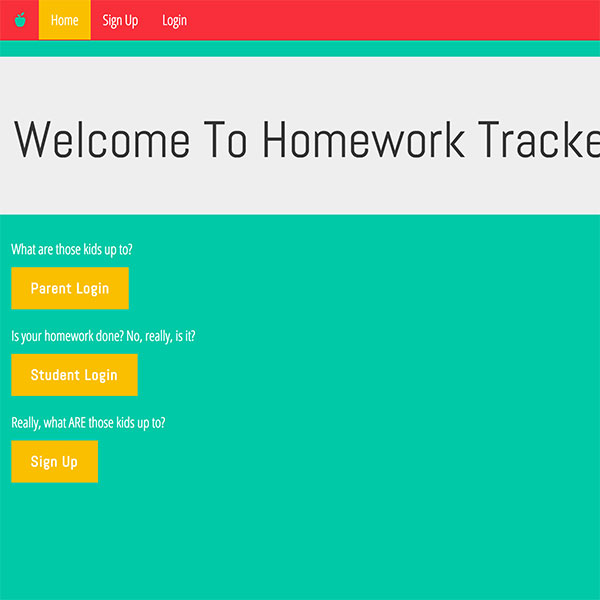 Home Sign Up Login
Welcome To Homework Tracke
What are those kids up to?
Parent Login
Is your homework done? No, really, is it?
Student Login
Really, what ARE those kids up to?
Sign Up